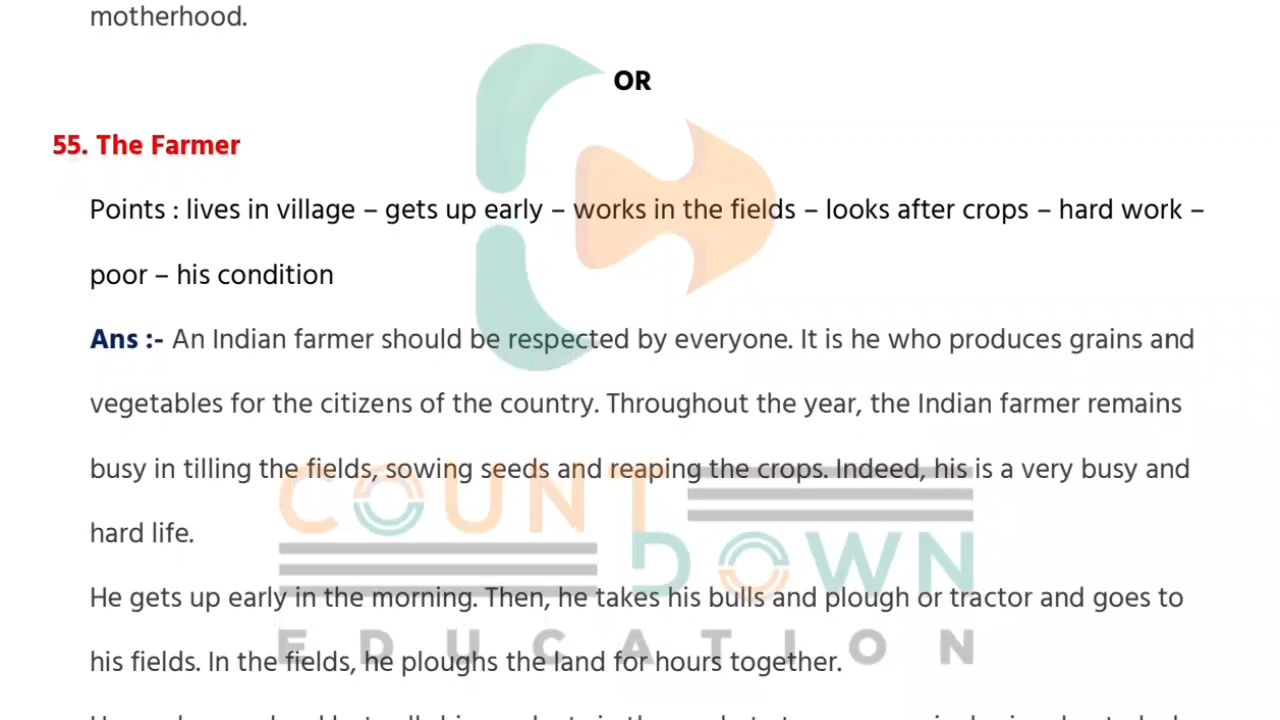 motherhood.
OR
55. The Farmer
Points : lives in village – gets up early – works in the fields – looks after crops – hard work –
poor – his condition
Ans :- An Indian farmer should be respected by everyone. It is he who produces grains and
vegetables for the citizens of the country. Throughout the year, the Indian farmer remains
busy in tilling the fields, sowing seeds and reaping the crops. Indeed, his is a very busy and
hard life.
COUNT
DOWN
He gets up early in the morning. Then, he takes his bulls and plough or tractor and goes to
EDUCATION
his fields. In the fields, he ploughs the land for hours together.